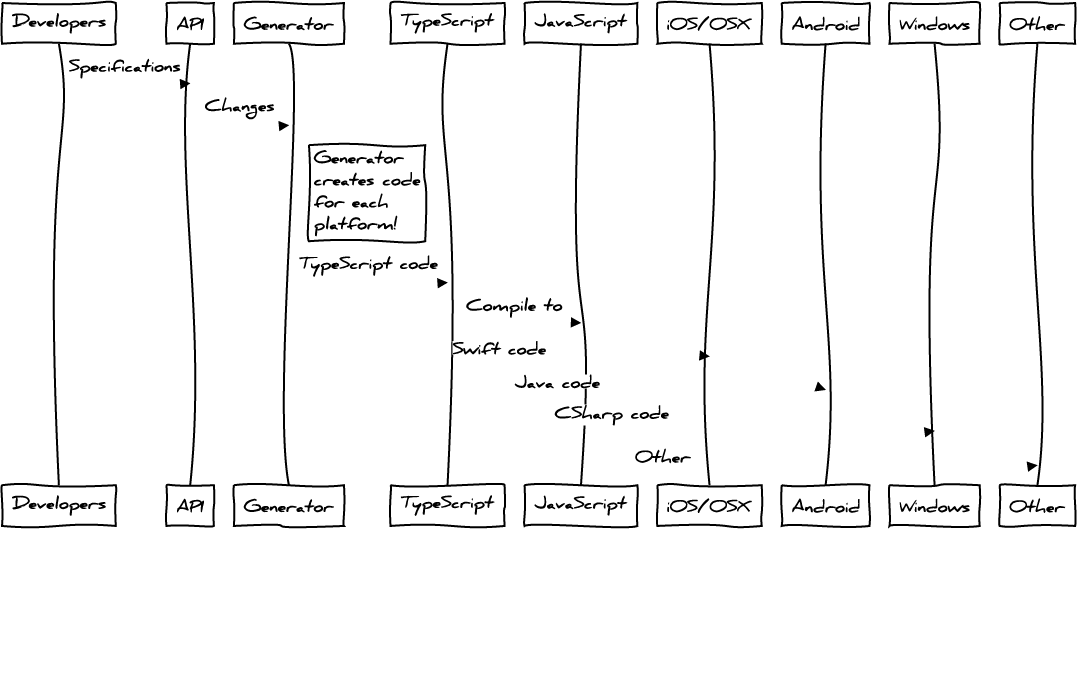 Developers API Generator TypeScript JavaScript iOS/OSX Android Windows Other
Specifications
Changes
Generator
creates code
for each
platform!
TypeScript code
Compile to
Swift code
Java code
CSharp code
Other
Developers API Generator TypeScript JavaScript iOS/OSX Android Windows Other